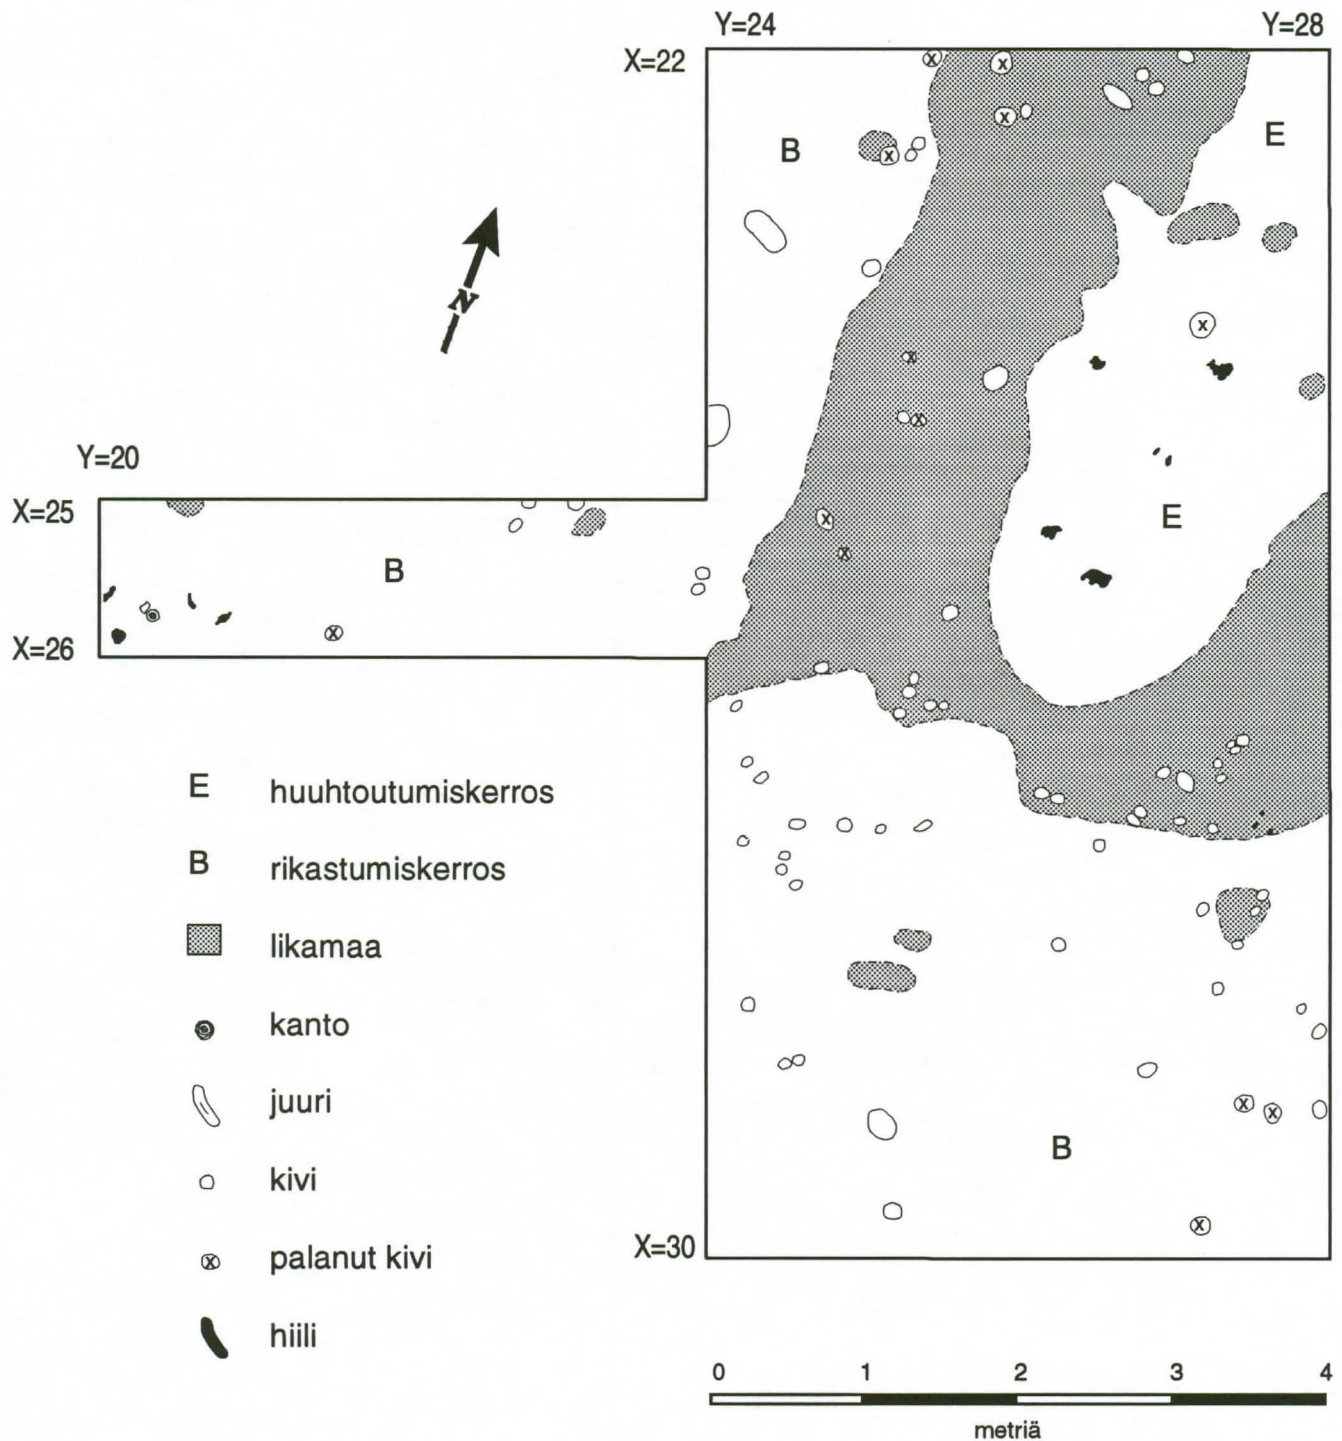 Y=24 Y=28
X=22
B
E
N
x
x
x
x
x
x
x
Y=20
X=25
x
x
E
B
x
X=26
E huuhtoutumiskerros
B rikastumiskerros
likamaa
kanto
juuri
kivi
x palanut kivi
hiili
x
x
B
x
X=30
0 1 2 3 4
metriä